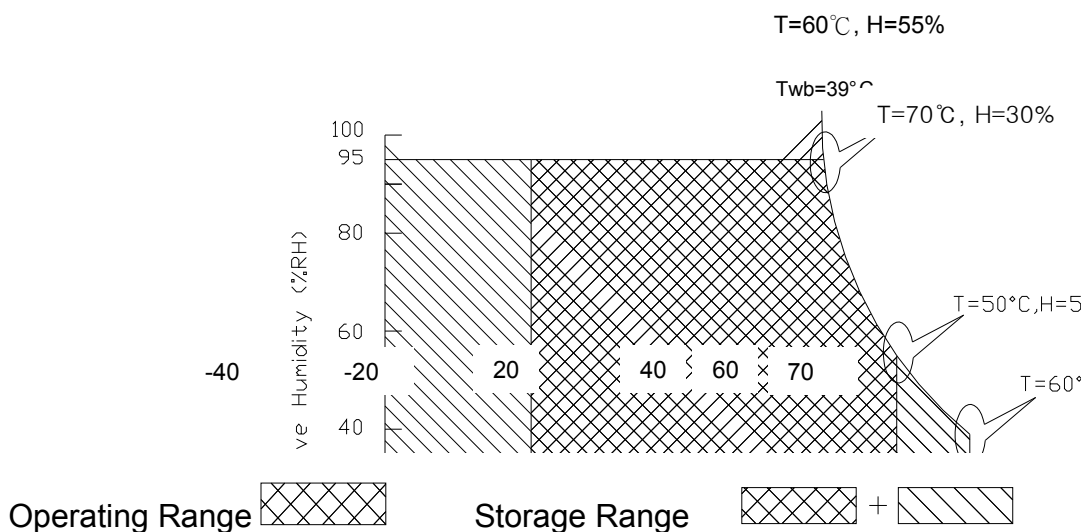 T=60℃, H=55%
Twb=39°C
T=70℃, H=30%
100
95
80
ve Humidity (%RH)
T=50°C,H=5
60
-40 -20 20 40 60 70
T=60°
40
Operating Range Storage Range +